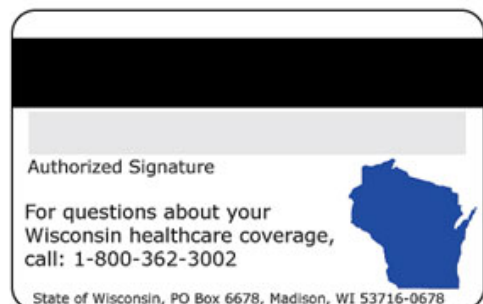 Authorized Signature
For questions about your
Wisconsin healthcare coverage,
call: 1-800-362-3002
State of Wisconsin, PO Box 6678, Madison, WI 53716-0678